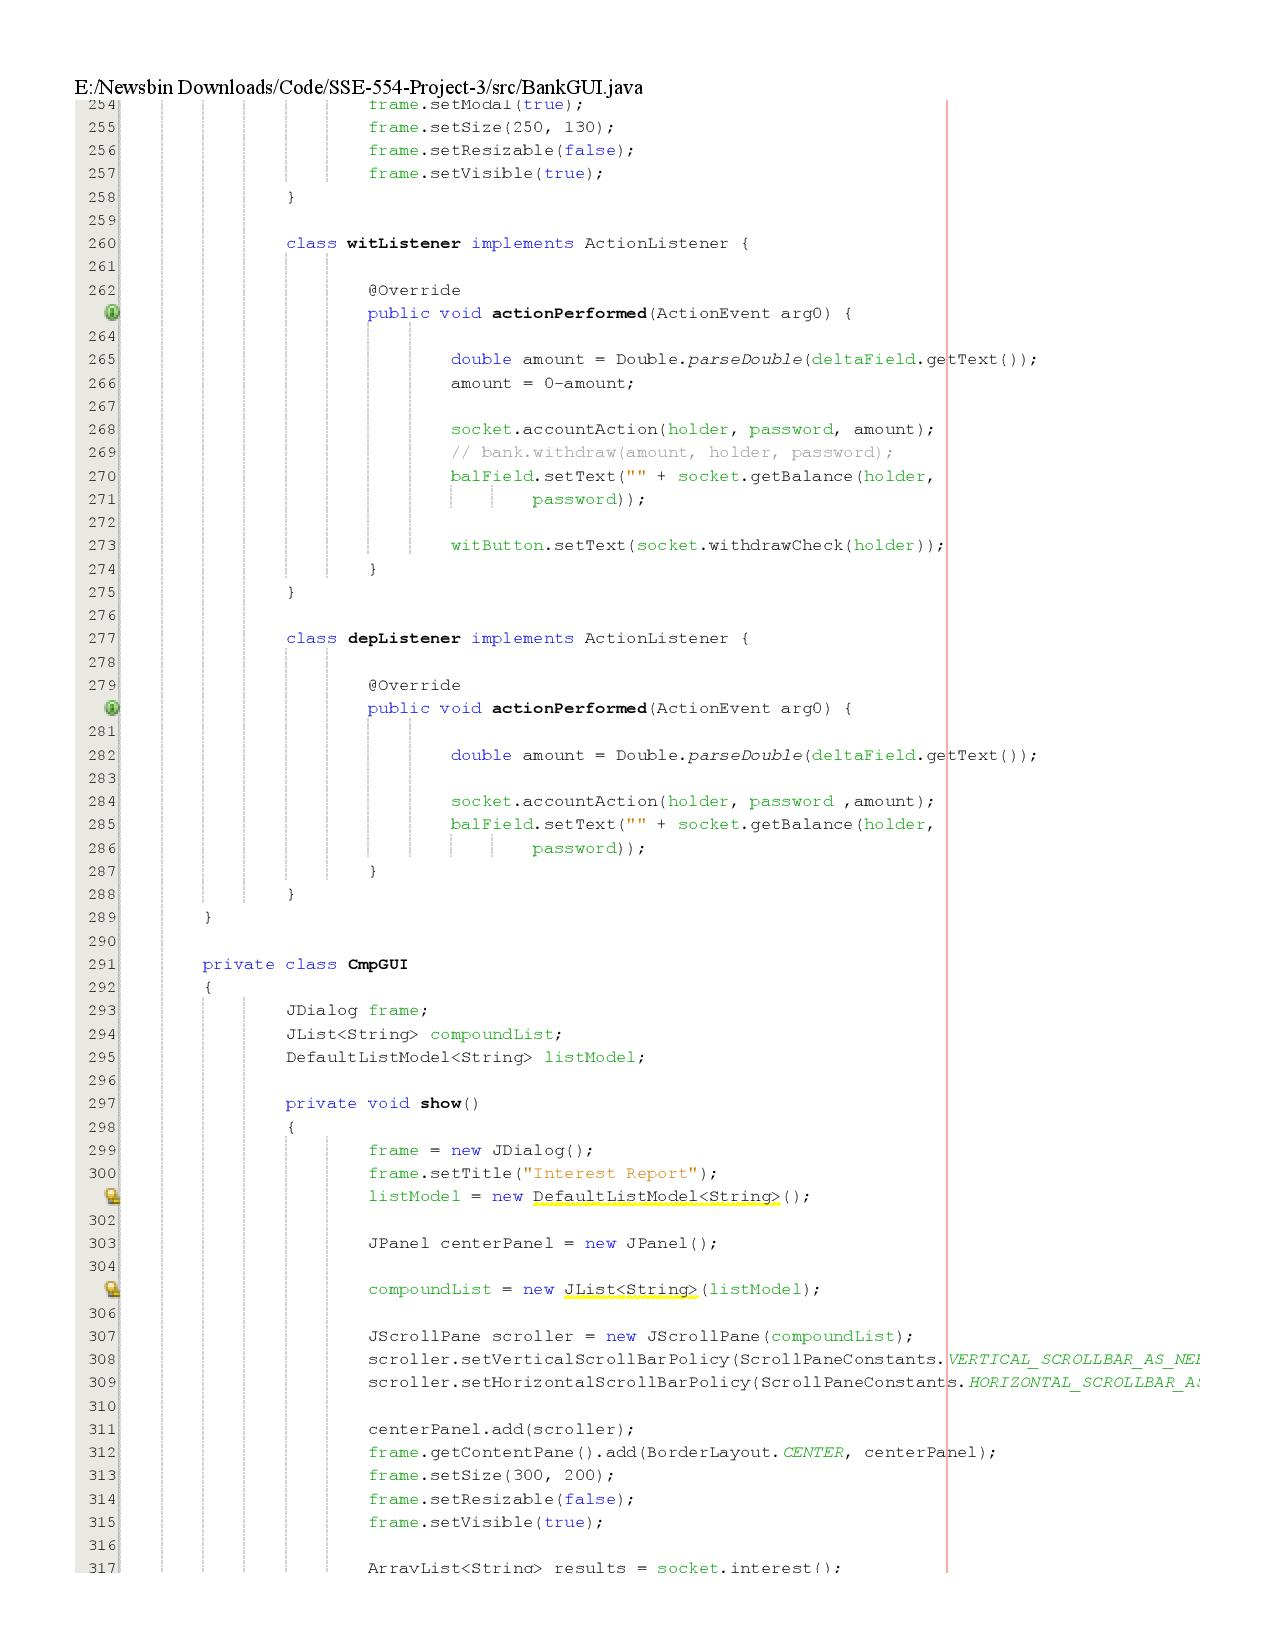 E:/Newsbin Downloads/Code/SSE-554-Project-3/src/BankGUI.java
254 frame.setModal(true);
255 frame.setSize(250, 130);
256 frame.setResizable(false);
257 frame.setVisible(true);
258 }
259
260 class witListener implements ActionListener {
261
262 @Override
public void actionPerformed(ActionEvent arg0) {
264
265 double amount = Double.parseDouble(deltaField.getText());
266 amount = 0-amount;
267
268 socket.accountAction(holder, password, amount);
269 // bank.withdraw(amount, holder, password);
270 balField.setText("" + socket.getBalance(holder,
271 password));
272
273 witButton.setText(socket.withdrawCheck(holder));
274 }
275 }
276
277 class depListener implements ActionListener {
278
279 @Override
public void actionPerformed(ActionEvent arg0) {
281
282 double amount = Double.parseDouble(deltaField.getText());
283
284 socket.accountAction(holder, password ,amount);
285 balField.setText("" + socket.getBalance(holder,
286 password));
287 }
288 }
289 }
290
291 private class CmpGUI
292 {
293 JDialog frame;
294 JList<String> compoundList;
295 DefaultListModel<String> listModel;
296
297 private void show()
298 {
299 frame = new JDialog();
300 frame.setTitle("Interest Report");
listModel = new DefaultListModel<String>();
302
303 JPanel centerPanel = new JPanel();
304
compoundList = new JList<String>(listModel);
306
307 JScrollPane scroller = new JScrollPane(compoundList);
308 scroller.setVerticalScrollBarPolicy(ScrollPaneConstants.VERTICAL_SCROLLBAR_AS_NEE
309 scroller.setHorizontalScrollBarPolicy(ScrollPaneConstants.HORIZONTAL_SCROLLBAR_AS
310
311 centerPanel.add(scroller);
312 frame.getContentPane().add(BorderLayout.CENTER, centerPanel);
313 frame.setSize(300, 200);
314 frame.setResizable(false);
315 frame.setVisible(true);
316
317 ArrayList<String> results = socket.interest();